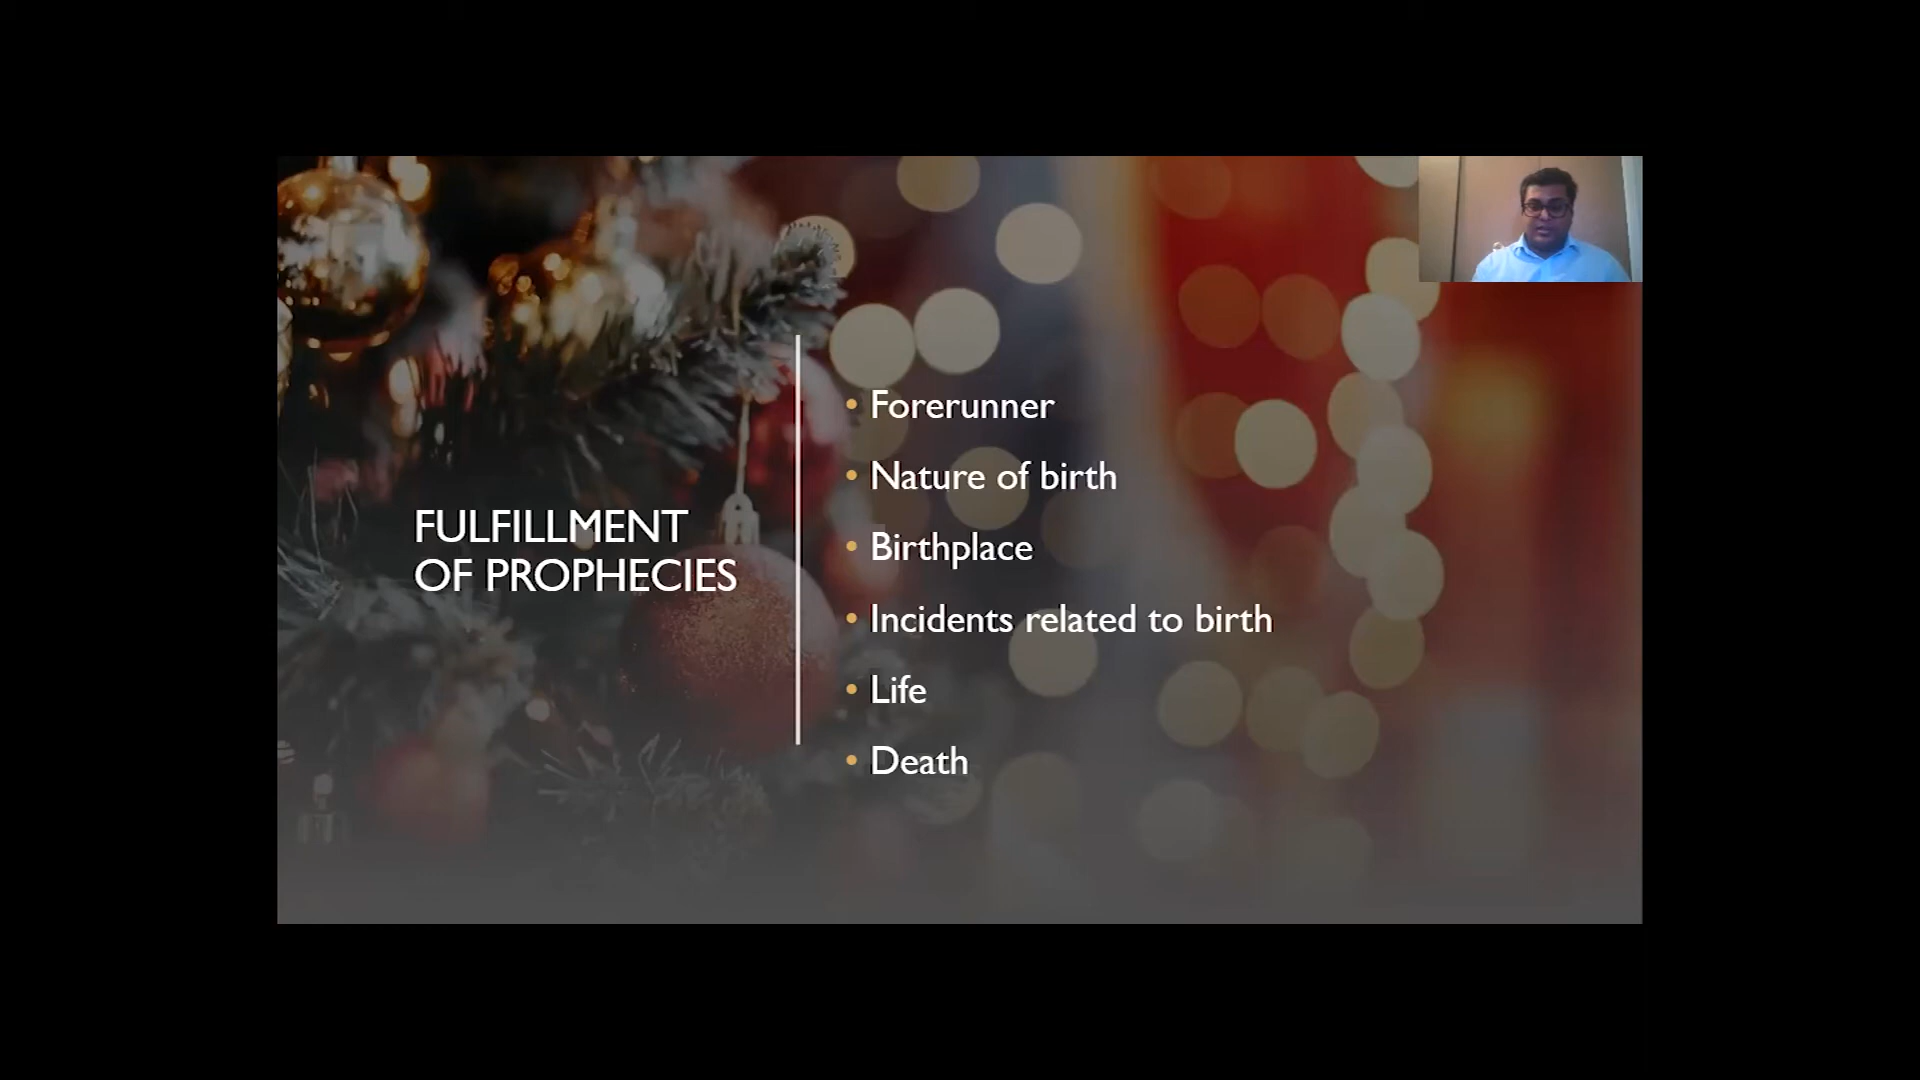 FULFILLMENT
OF PROPHECIES
• Forerunner
• Nature of birth
• Birthplace
• Incidents related to birth
• Life
• Death